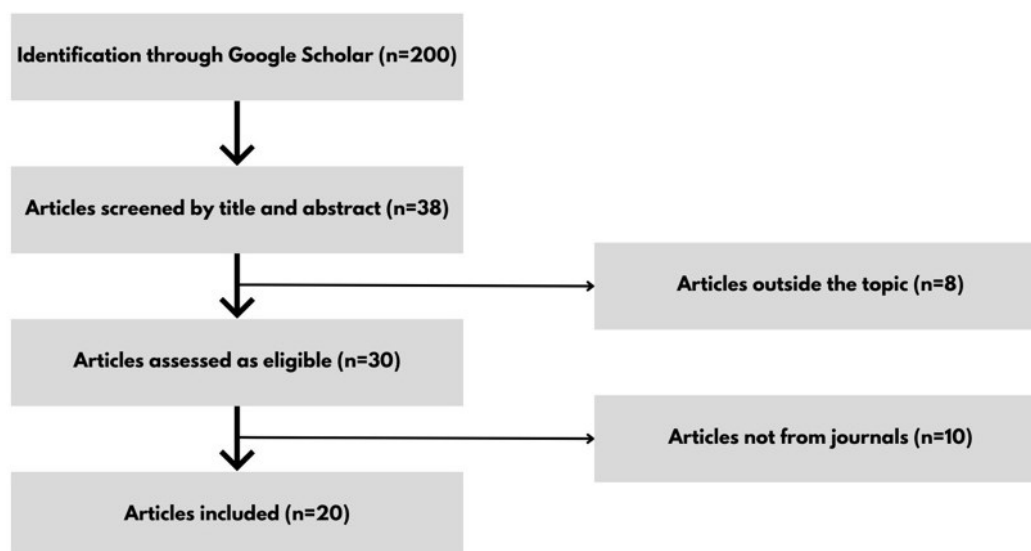 Identification through Google Scholar (n=200)
Articles screened by title and abstract (n=38)
Articles outside the topic (n=8)
Articles assessed as eligible (n=30)
Articles not from journals (n=10)
Articles included (n=20)